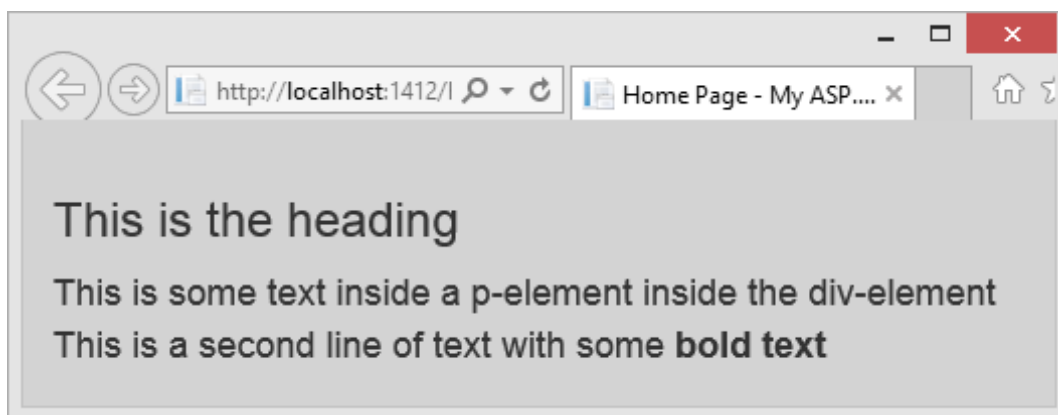 http://localhost:1412/l
Home Page - My ASP....
This is the heading
This is some text inside a p-element inside the div-element
This is a second line of text with some bold text